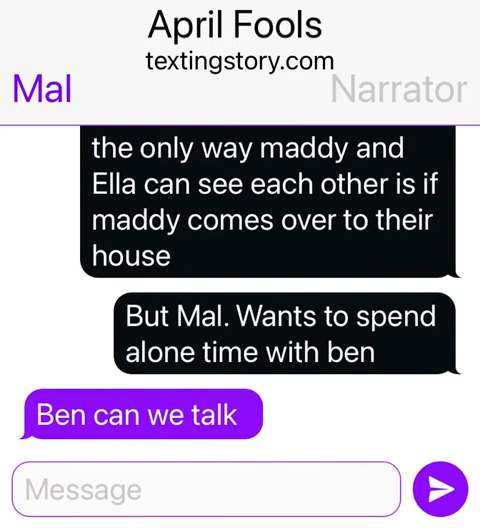 April Fools
textingstory.com
Mal
Narrator
the only way maddy and
Ella can see each other is if
maddy comes over to their
house
But Mal. Wants to spend
alone time with ben
Ben can we talk
Message